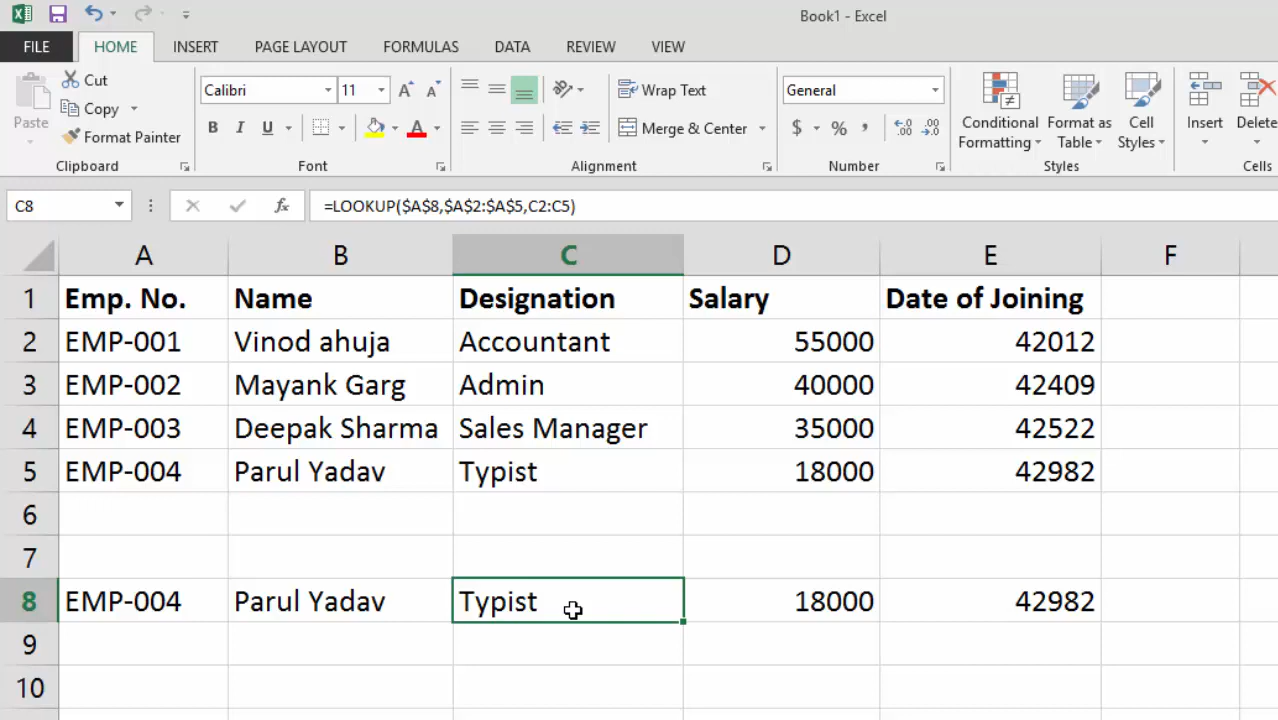 Book1 - Excel
FILE HOME INSERT PAGE LAYOUT FORMULAS DATA REVIEW VIEW
Paste
Cut
Copy
Format Painter
Clipboard
Calibri 11
B I U A
Font
Wrap Text
Merge & Center
Alignment
General
$ % ,
Number
Conditional Formatting
Format as Table
Cell Styles
Styles
Insert
Delete
Cells
C8 fx =LOOKUP($A$8,$A$2:$A$5,C2:C5)
A B C D E F
1 Emp. No. Name Designation Salary Date of Joining
2 EMP-001 Vinod ahuja Accountant 55000 42012
3 EMP-002 Mayank Garg Admin 40000 42409
4 EMP-003 Deepak Sharma Sales Manager 35000 42522
5 EMP-004 Parul Yadav Typist 18000 42982
6
7
8 EMP-004 Parul Yadav Typist 18000 42982
9
10